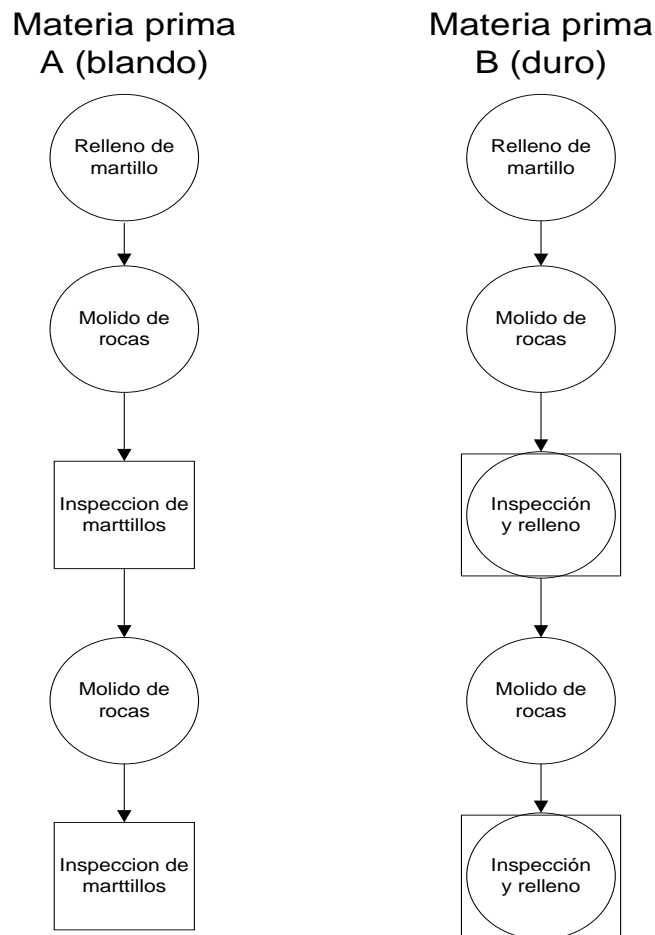 Materia prima
A (blando)
Relleno de
martillo
Molido de
rocas
Inspeccion de
marttillos
Molido de
rocas
Inspeccion de
marttillos
Materia prima
B (duro)
Relleno de
martillo
Molido de
rocas
Inspección
y relleno
Molido de
rocas
Inspección
y relleno